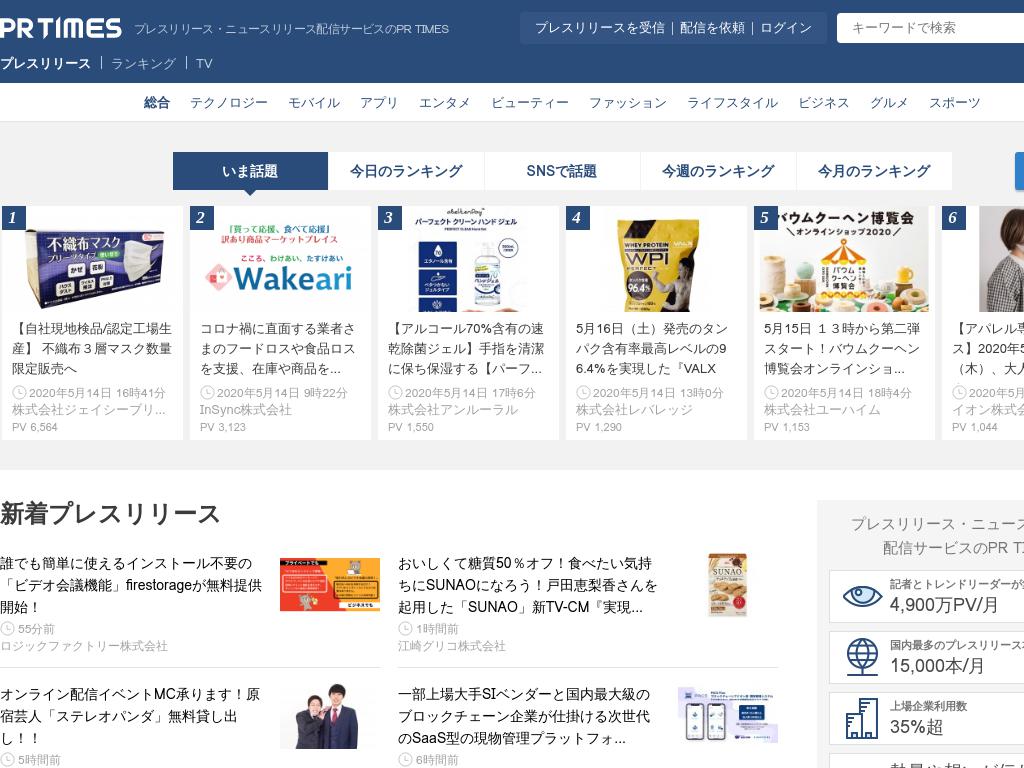 PR TIMES プレスリリース・ニュースリリース配信サービスのPR TIMES プレスリリースを受信 | 配信を依頼 | ログイン キーワードで検索
プレスリリース ランキング TV
総合 テクノロジー モバイル アプリ エンタメ ビューティー ファッション ライフスタイル ビジネス グルメ スポーツ
いま話題 今日のランキング SNSで話題 今週のランキング 今月のランキング
1
不織布マスク
プリーツタイプ
かぜ 花粉
【自社現地検品/認定工場生
産】 不織布３層マスク数量
限定販売へ
2020年5月14日 16時41分
株式会社ジェイシープリ...
PV 6,564
2
「買って応援、食べて応援」
訳あり商品マーケットプレイス
こころ、わけあい、たすけあい
Wakeari
コロナ禍に直面する業者さ
まのフードロスや食品ロス
を支援、在庫や商品を...
2020年5月14日 9時22分
InSync株式会社
PV 3,123
3
パーフェクト クリーン ハンド ジェル
【アルコール70%含有の速
乾除菌ジェル】手指を清潔
に保ち保湿する【パーフ...
2020年5月14日 17時6分
株式会社アンルーラル
PV 1,550
4
WHEY PROTEIN
VALX
WPI
PERFECT
96.4%
5月16日（土）発売のタン
パク含有率最高レベルの9
6.4%を実現した『VALX
2020年5月14日 13時0分
株式会社レバレッジ
PV 1,290
5
バウムクーヘン博覧会
＼オンラインショップ2020／
バウム
クーヘン
博覧会
5月15日 １３時から第二弾
スタート！バウムクーヘン
博覧会オンラインショ...
2020年5月14日 18時4分
株式会社ユーハイム
PV 1,153
6
【アパレル専
ス】2020年5
（木）、大人
2020年5月
イオン株式会
PV 1,044
新着プレスリリース
誰でも簡単に使えるインストール不要の
「ビデオ会議機能」firestorageが無料提供
開始！
55分前
ロジックファクトリー株式会社
プライベートでも
ビジネスでも
おいしくて糖質50％オフ！食べたい気持
ちにSUNAOになろう！戸田恵梨香さんを
起用した「SUNAO」新TV-CM『実現...
1時間前
江崎グリコ株式会社
SUNAO
オンライン配信イベントMC承ります！原
宿芸人「ステレオパンダ」無料貸し出
し！！
5時間前
一部上場大手SIベンダーと国内最大級の
ブロックチェーン企業が仕掛ける次世代
のSaaS型の現物管理プラットフォ...
6時間前
プレスリリース・ニュース
配信サービスのPR TI
記者とトレンドリーダーが
4,900万PV/月
国内最多のプレスリリース
15,000本/月
上場企業利用数
35%超